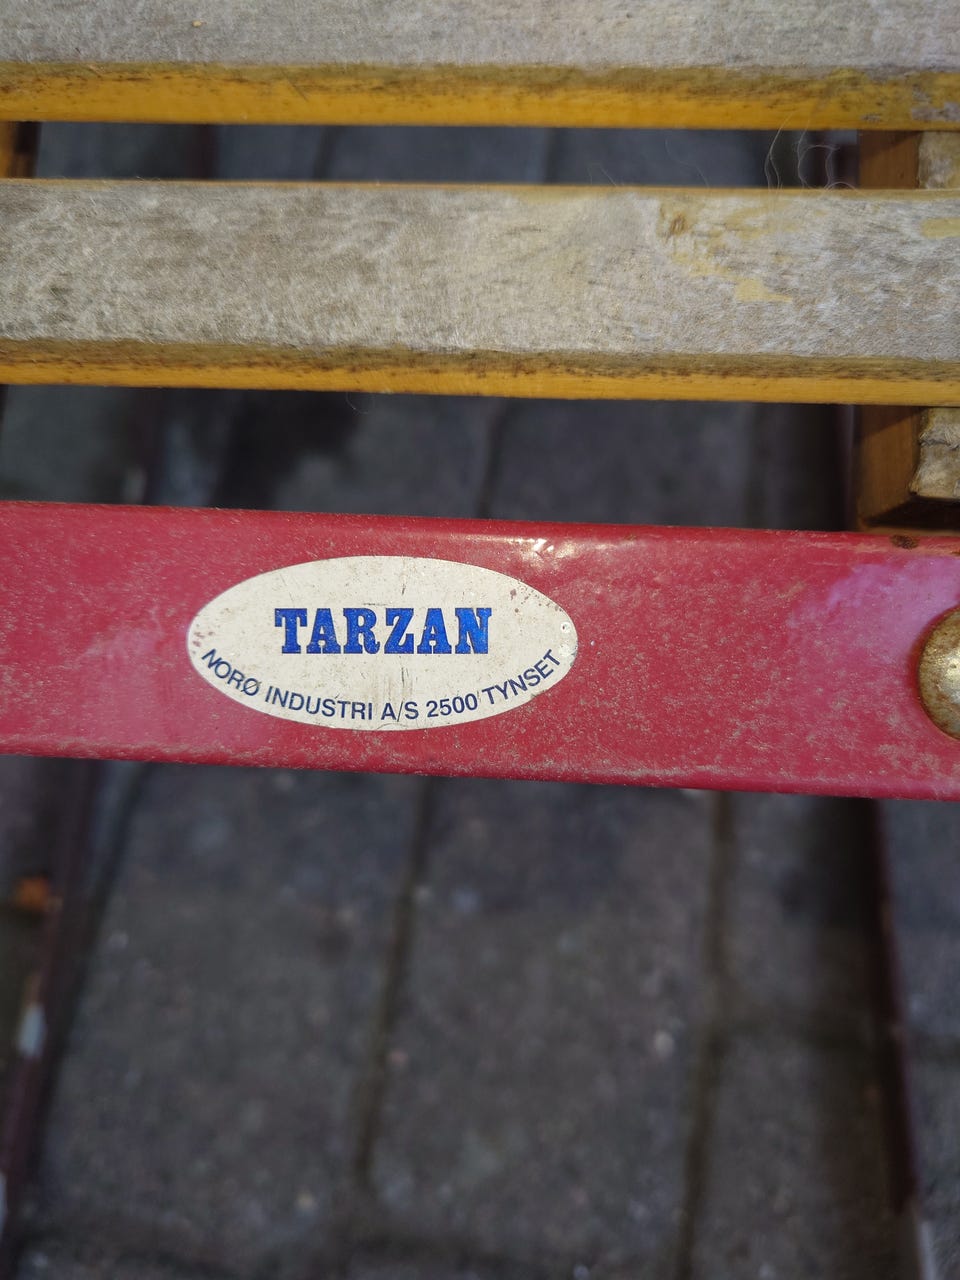 TARZAN
NORØ INDUSTRI A/S 2500 TYNSET